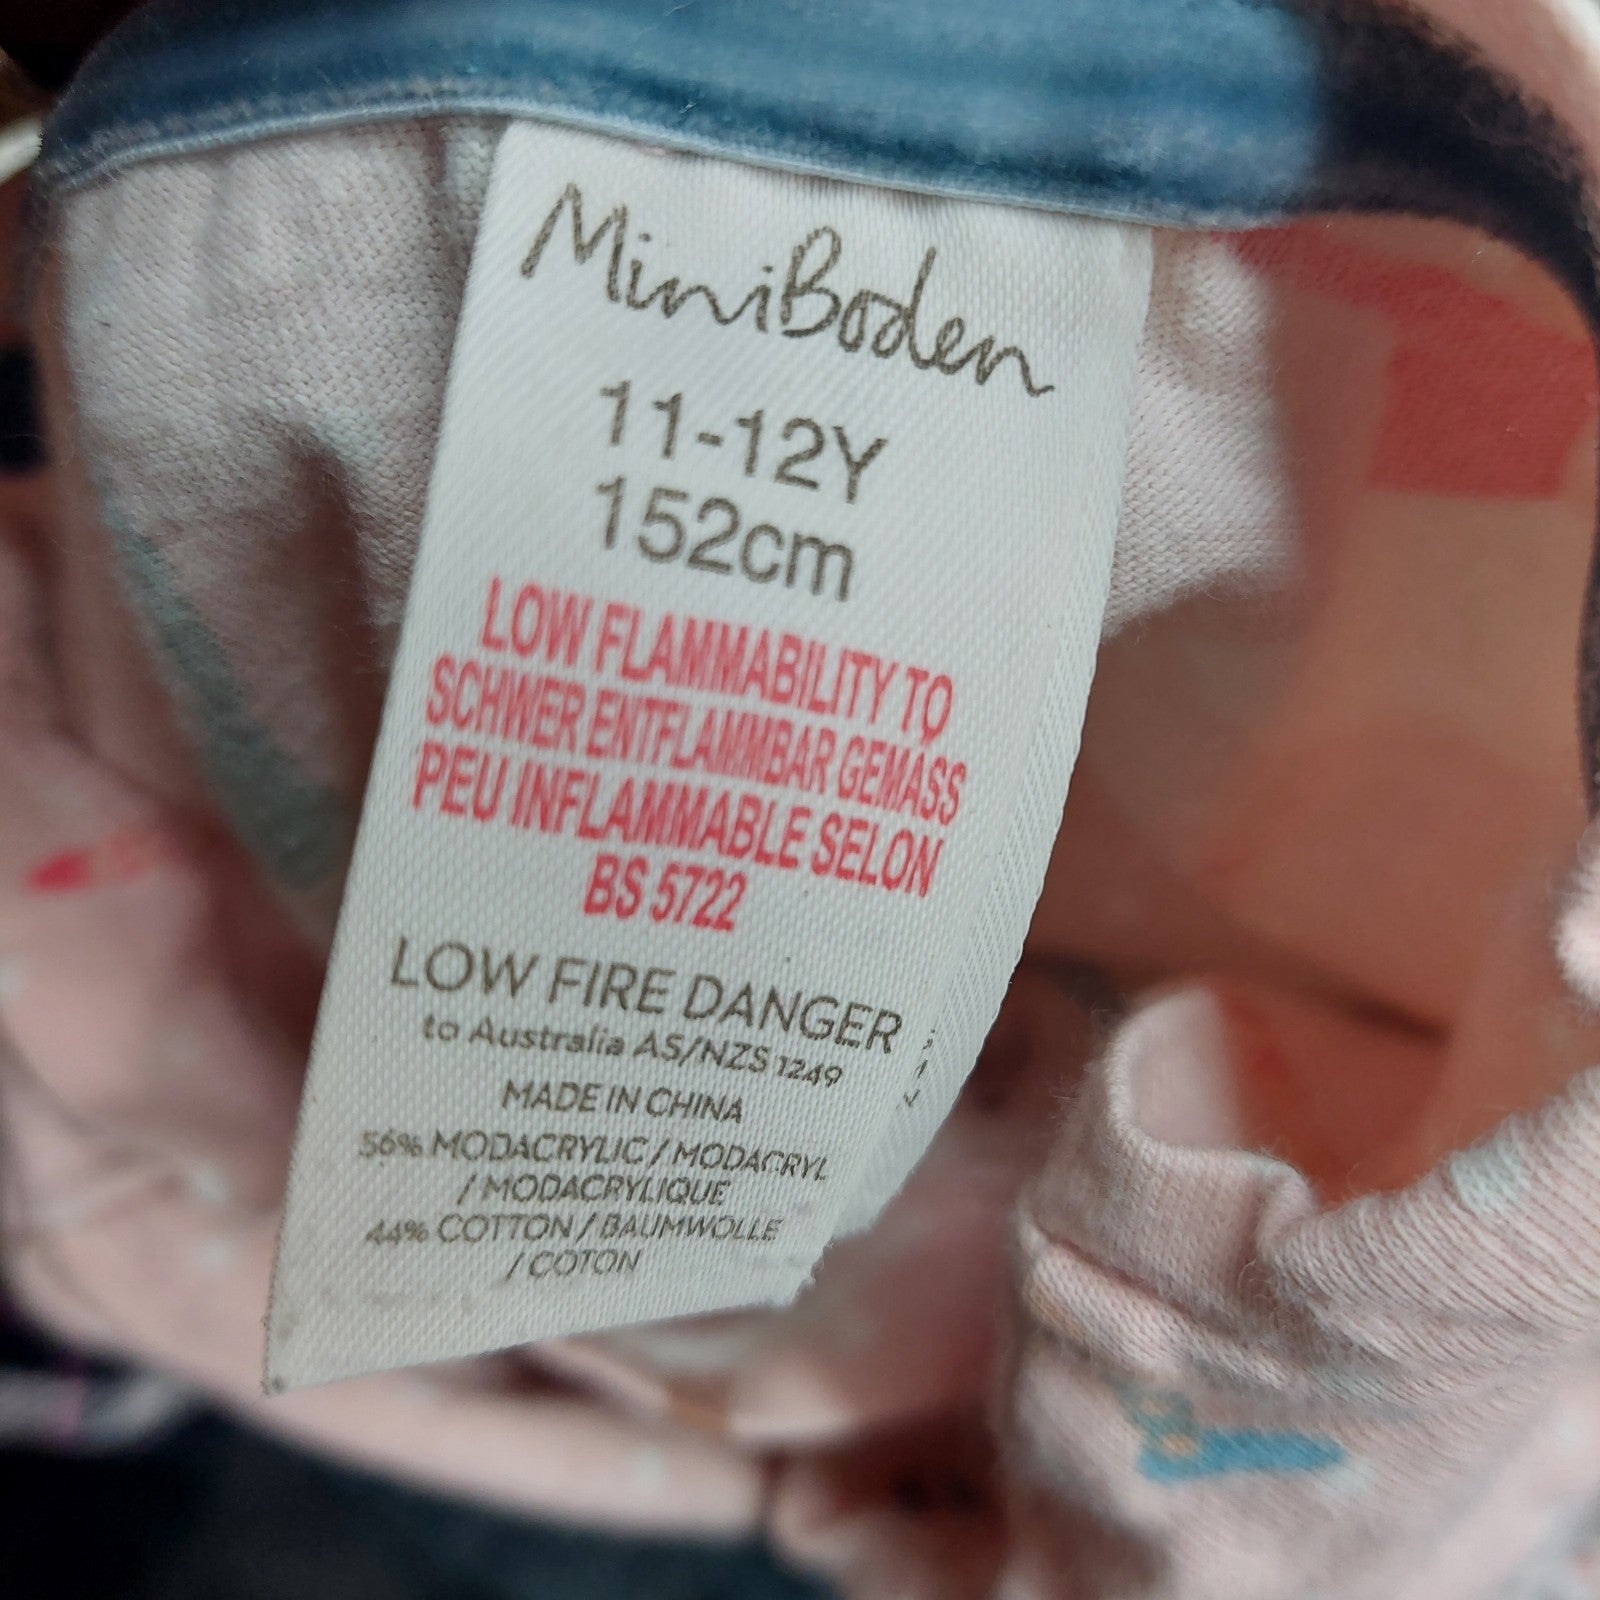 MiniBoden
11-12Y
152cm
LOW FLAMMABILITY TO
SCHWER ENTFLAMMBAR GEMÄSS
PEU INFLAMMABLE SELON
BS 5722
LOW FIRE DANGER
to Australia AS/NZS 1249
MADE IN CHINA
56% MODACRYLIC / MODACRYL
/ MODACRYLIQUE
44% COTTON / BAUMWOLLE
/ COTON